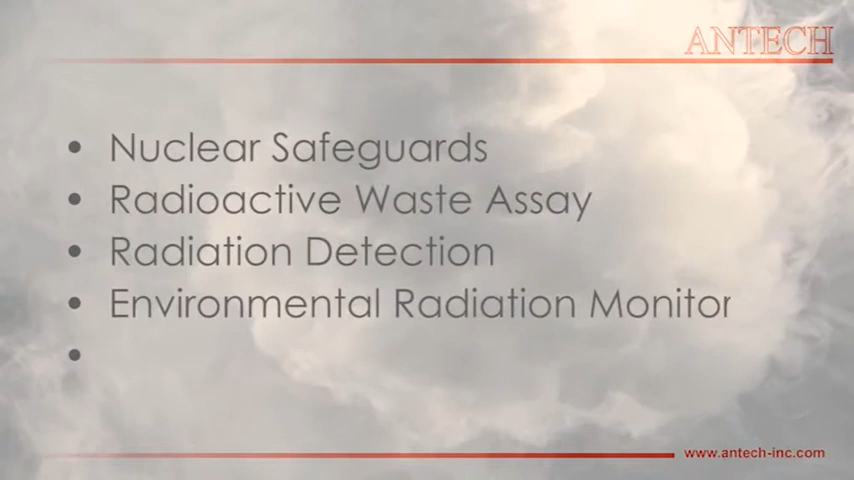 ANTECH
• Nuclear Safeguards
• Radioactive Waste Assay
• Radiation Detection
• Environmental Radiation Monitor
•
www.antech-inc.com